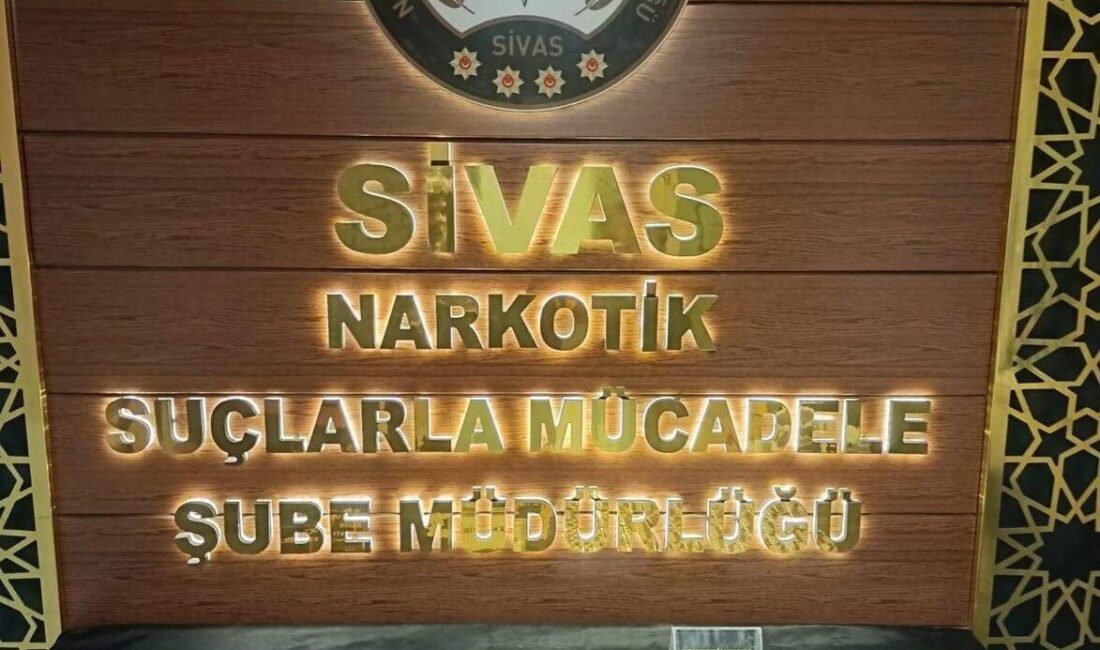 SİVAS
SİVAS
NARKOTİK
SUÇLARLA MÜCADELE
ŞUBE MÜDÜRLÜĞÜ